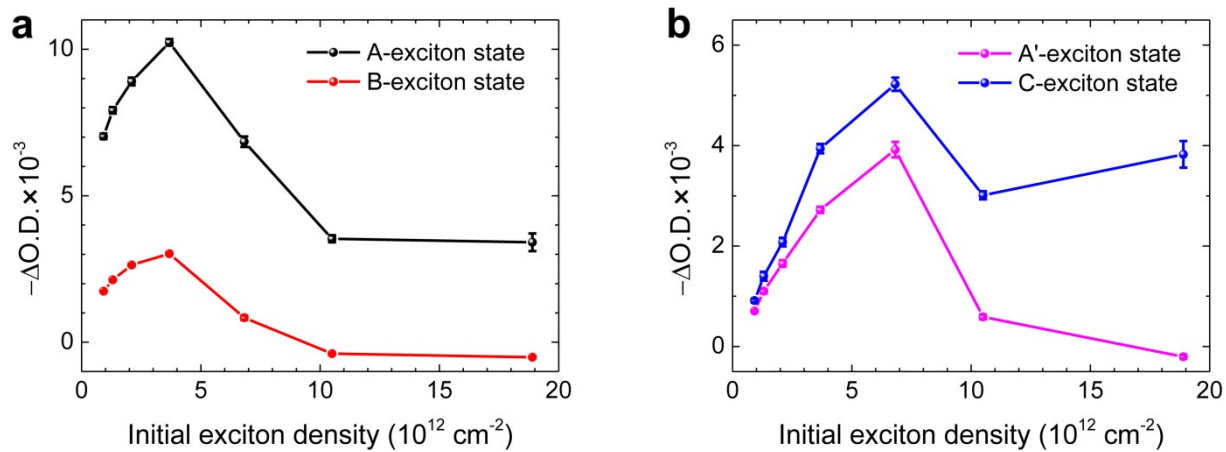 a
A-exciton state
B-exciton state
10
5
0
−ΔO.D.×10⁻³
0 5 10 15 20
Initial exciton density (10¹² cm⁻²)
b
A'-exciton state
C-exciton state
6
4
2
0
−ΔO.D.×10⁻³
0 5 10 15 20
Initial exciton density (10¹² cm⁻²)